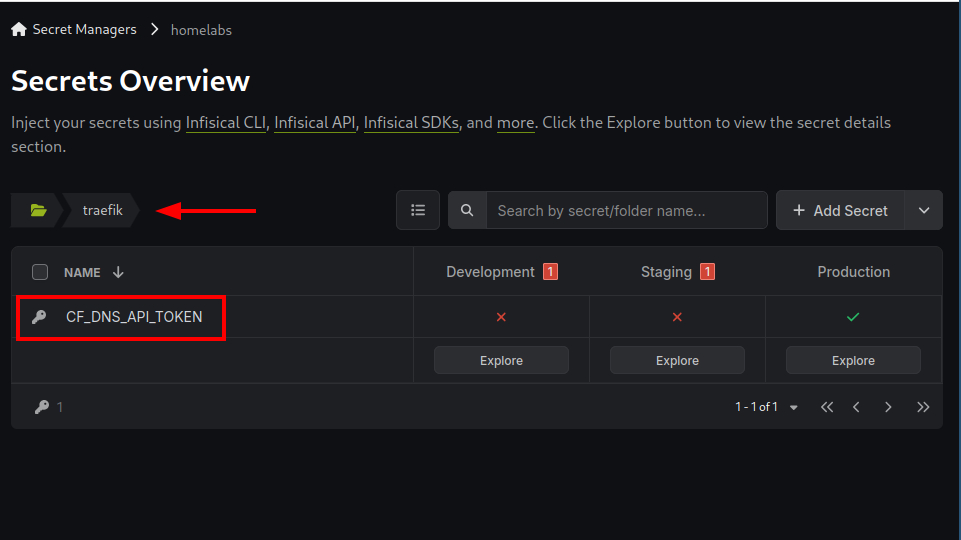 Secret Managers homelabs
Secrets Overview
Inject your secrets using Infisical CLI, Infisical API, Infisical SDKs, and more. Click the Explore button to view the secret details
section.
traefik Search by secret/folder name... + Add Secret
NAME Development 1 Staging 1 Production
CF_DNS_API_TOKEN
Explore Explore Explore
1 1 - 1 of 1